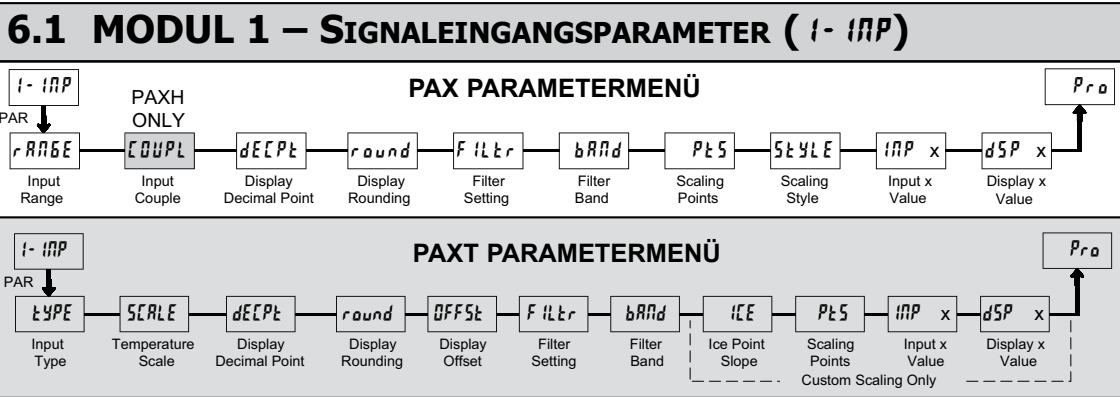 6.1 MODUL 1 – SIGNALEINGANGSPARAMETER (1-INP)
1-INP
PAXH
ONLY
PAX PARAMETERMENÜ
Pro
PAR
rANGE COUPL dECPt round FILtr bANd PtS StYLE INP x dSP x
Input Input Display Display Filter Filter Scaling Scaling Input x Display x
Range Couple Decimal Point Rounding Setting Band Points Style Value Value
1-INP
PAXT PARAMETERMENÜ
Pro
PAR
tYPE SCALE dECPt round OFFSt FILtr bANd ICE PtS INP x dSP x
Input Temperature Display Display Display Filter Filter Ice Point Scaling Input x Display x
Type Scale Decimal Point Rounding Offset Setting Band Slope Points Value Value
Custom Scaling Only